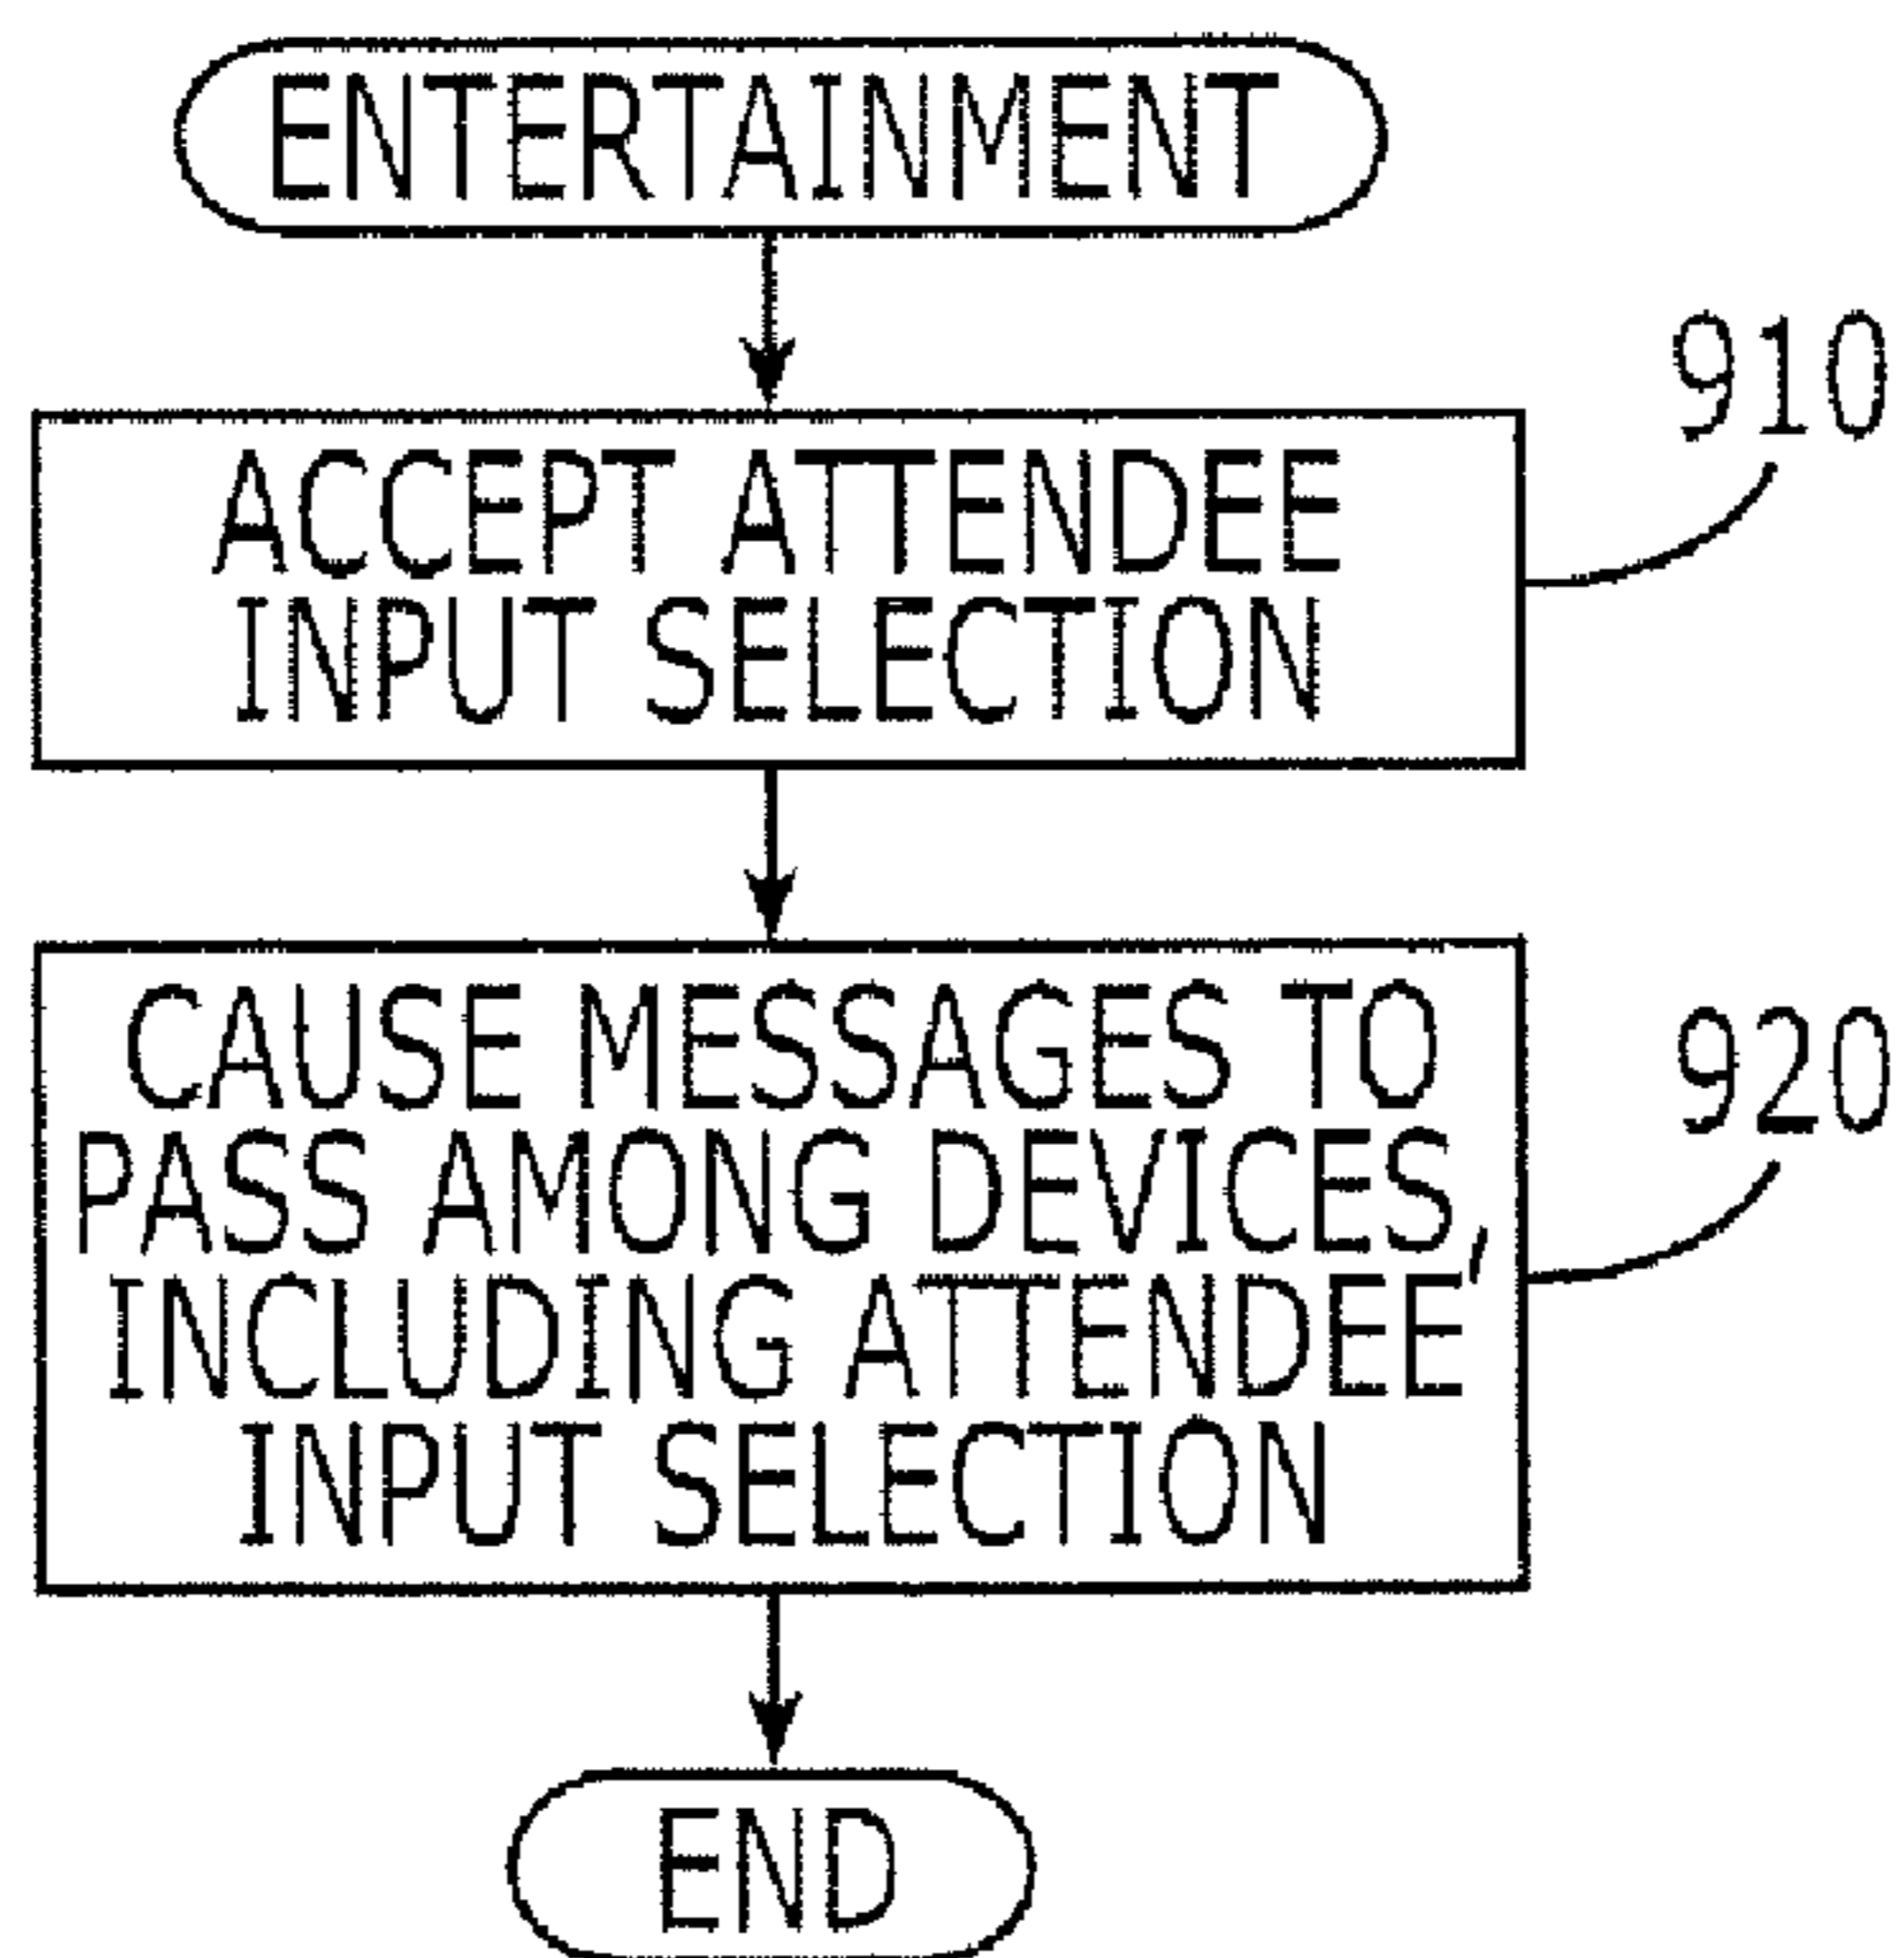 ENTERTAINMENT
910
ACCEPT ATTENDEE
INPUT SELECTION
920
CAUSE MESSAGES TO
PASS AMONG DEVICES,
INCLUDING ATTENDEE
INPUT SELECTION
END